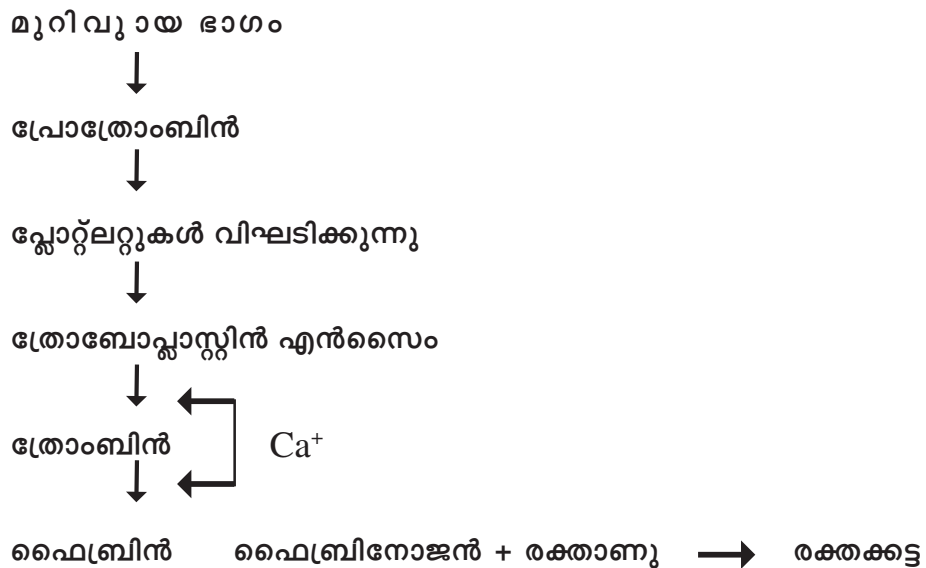 മുറിവു ായ ഭാഗം
പ്രോത്രോംബിൻ
പ്ലേറ്റ്ലറ്റുകൾ വിഘടിക്കുന്നു
ത്രോബോപ്ലാസ്റ്റിൻ എൻസൈം
ത്രോംബിൻ Ca⁺
ഫൈബ്രിൻ ഫൈബ്രിനോജൻ + രക്താണു → രക്തക്കട്ട